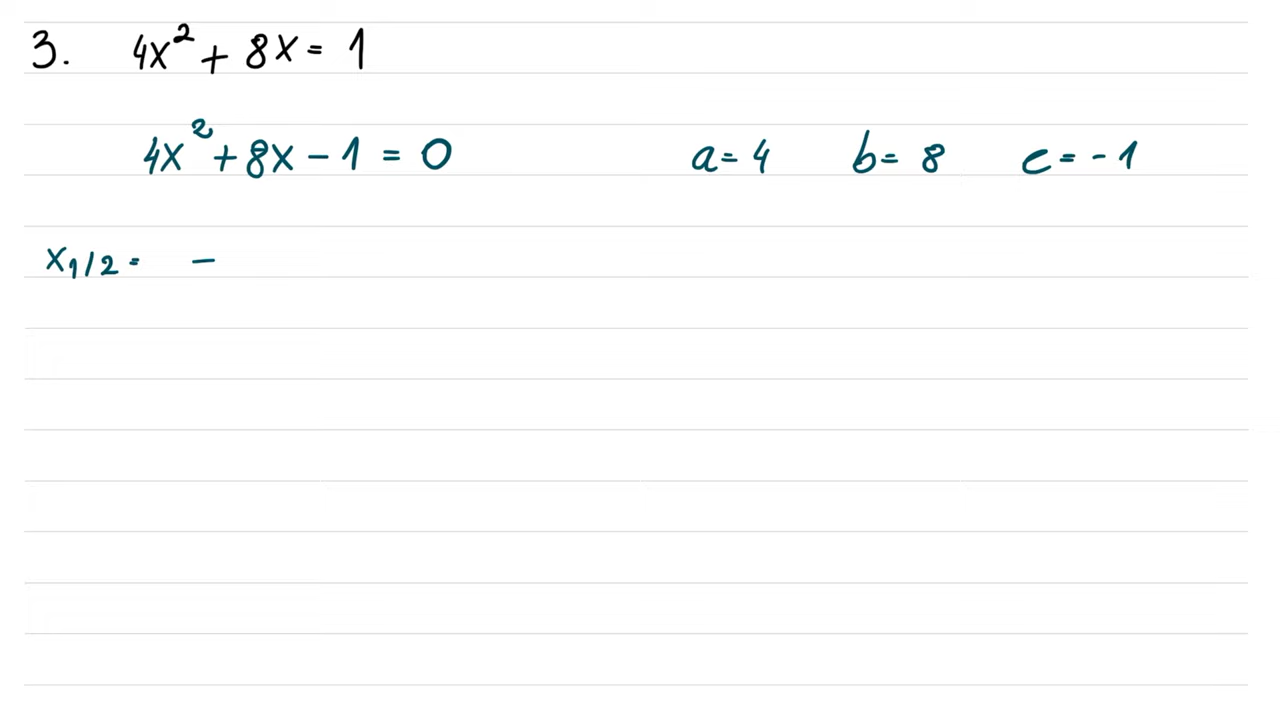 3. 4x² + 8x = 1
4x² + 8x - 1 = 0 a = 4 b = 8 c = -1
x₁/₂ = -